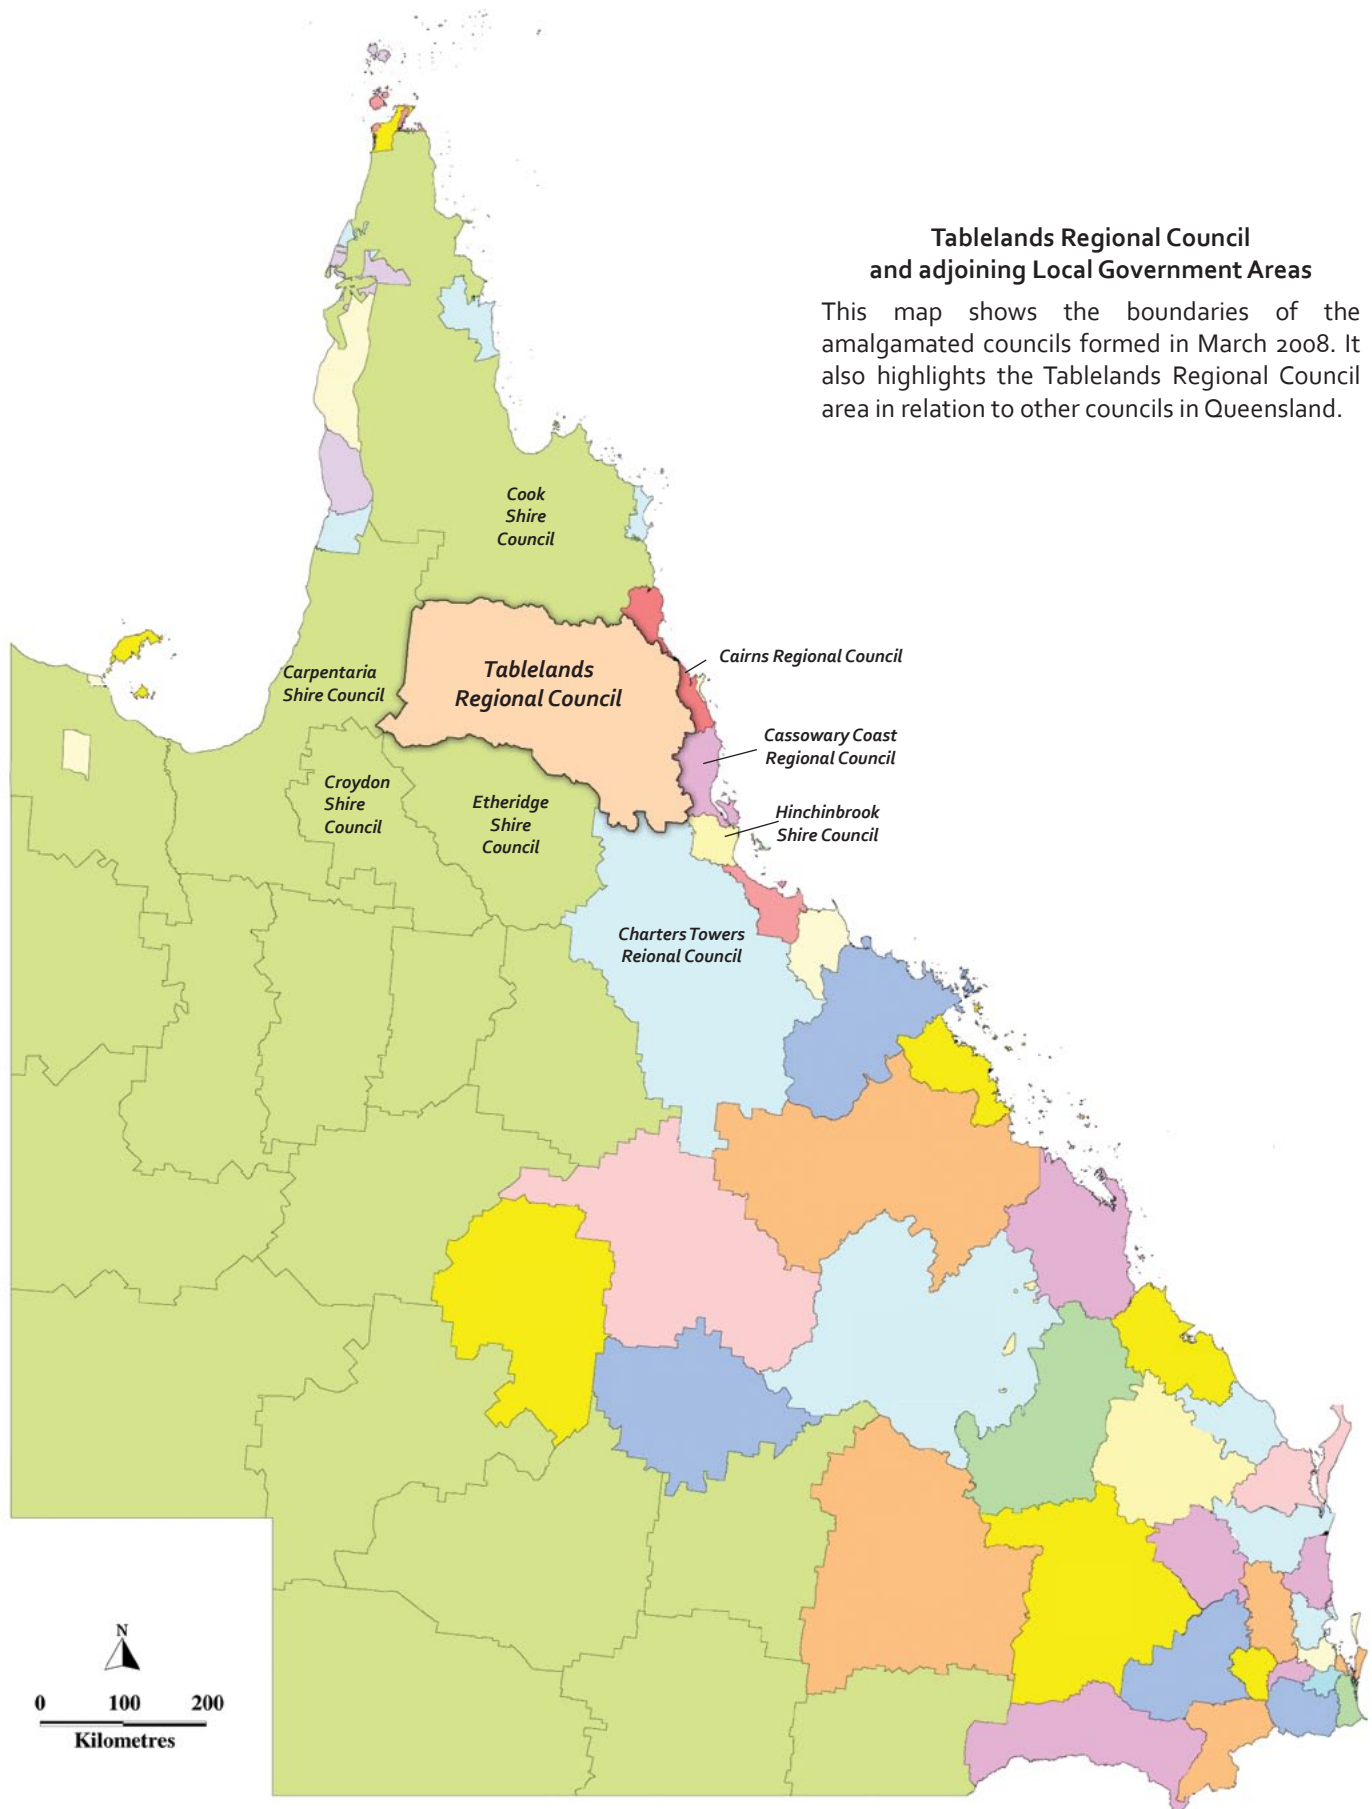 Tablelands Regional Council
and adjoining Local Government Areas
This map shows the boundaries of the
amalgamated councils formed in March 2008. It
also highlights the Tablelands Regional Council
area in relation to other councils in Queensland.
Cook
Shire
Council
Cairns Regional Council
Tablelands
Regional Council
Carpentaria
Shire Council
Cassowary Coast
Regional Council
Croydon
Shire
Council
Etheridge
Shire
Council
Hinchinbrook
Shire Council
Charters Towers
Reional Council
N
0 100 200
Kilometres